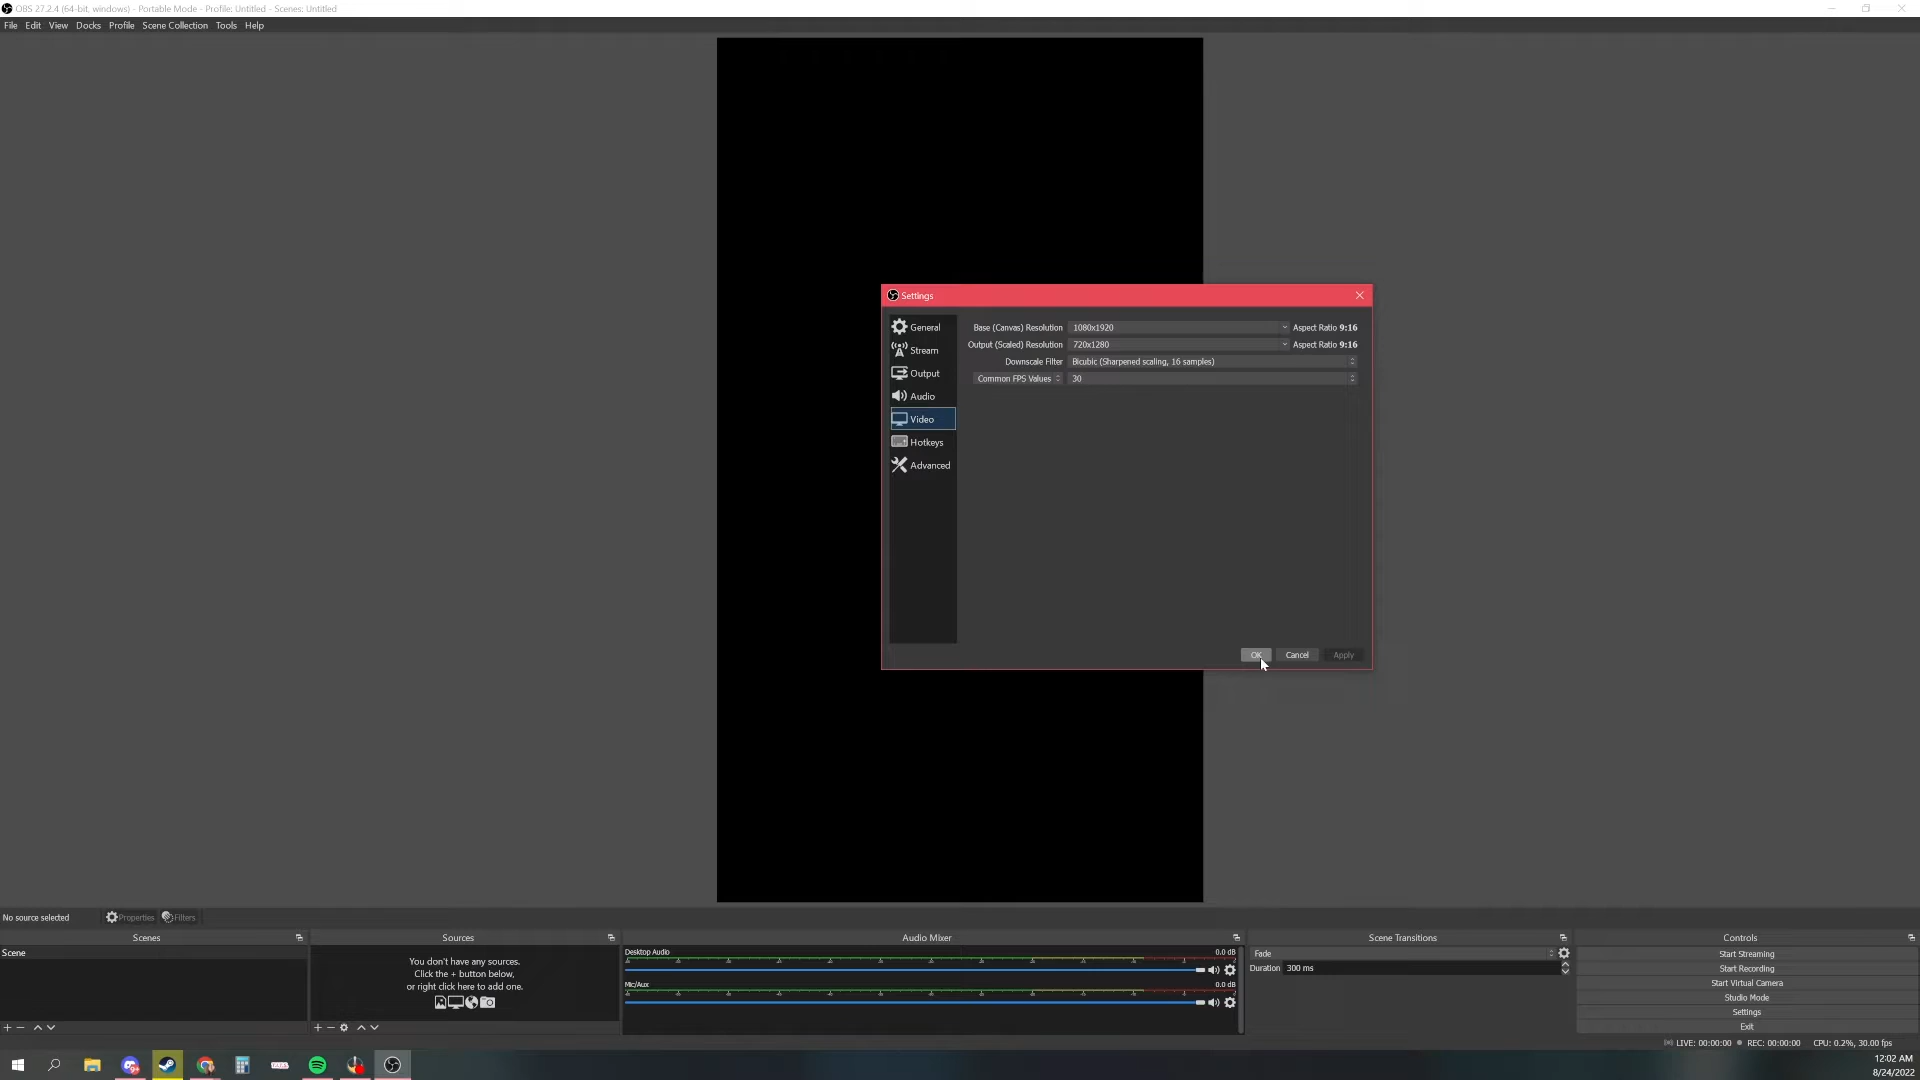 OBS 27.2.4 (64-bit, windows) - Portable Mode - Profile: Untitled - Scenes: Untitled
File Edit View Docks Profile Scene Collection Tools Help
Settings
General
Stream
Output
Audio
Video
Hotkeys
Advanced
Base (Canvas) Resolution 1080x1920 Aspect Ratio 9:16
Output (Scaled) Resolution 720x1280 Aspect Ratio 9:16
Downscale Filter Bicubic (Sharpened scaling, 16 samples)
Common FPS Values 30
OK Cancel Apply
No source selected Properties Filters
Scenes
Scene
Sources
You don't have any sources.
Click the + button below,
or right click here to add one.
Audio Mixer
Desktop Audio 0.0 dB
Mic/Aux 0.0 dB
Scene Transitions
Fade
Duration 300 ms
Controls
Start Streaming
Start Recording
Start Virtual Camera
Studio Mode
Settings
Exit
LIVE: 00:00:00 REC: 00:00:00 CPU: 0.2%, 30.00 fps
12:02 AM
8/24/2022